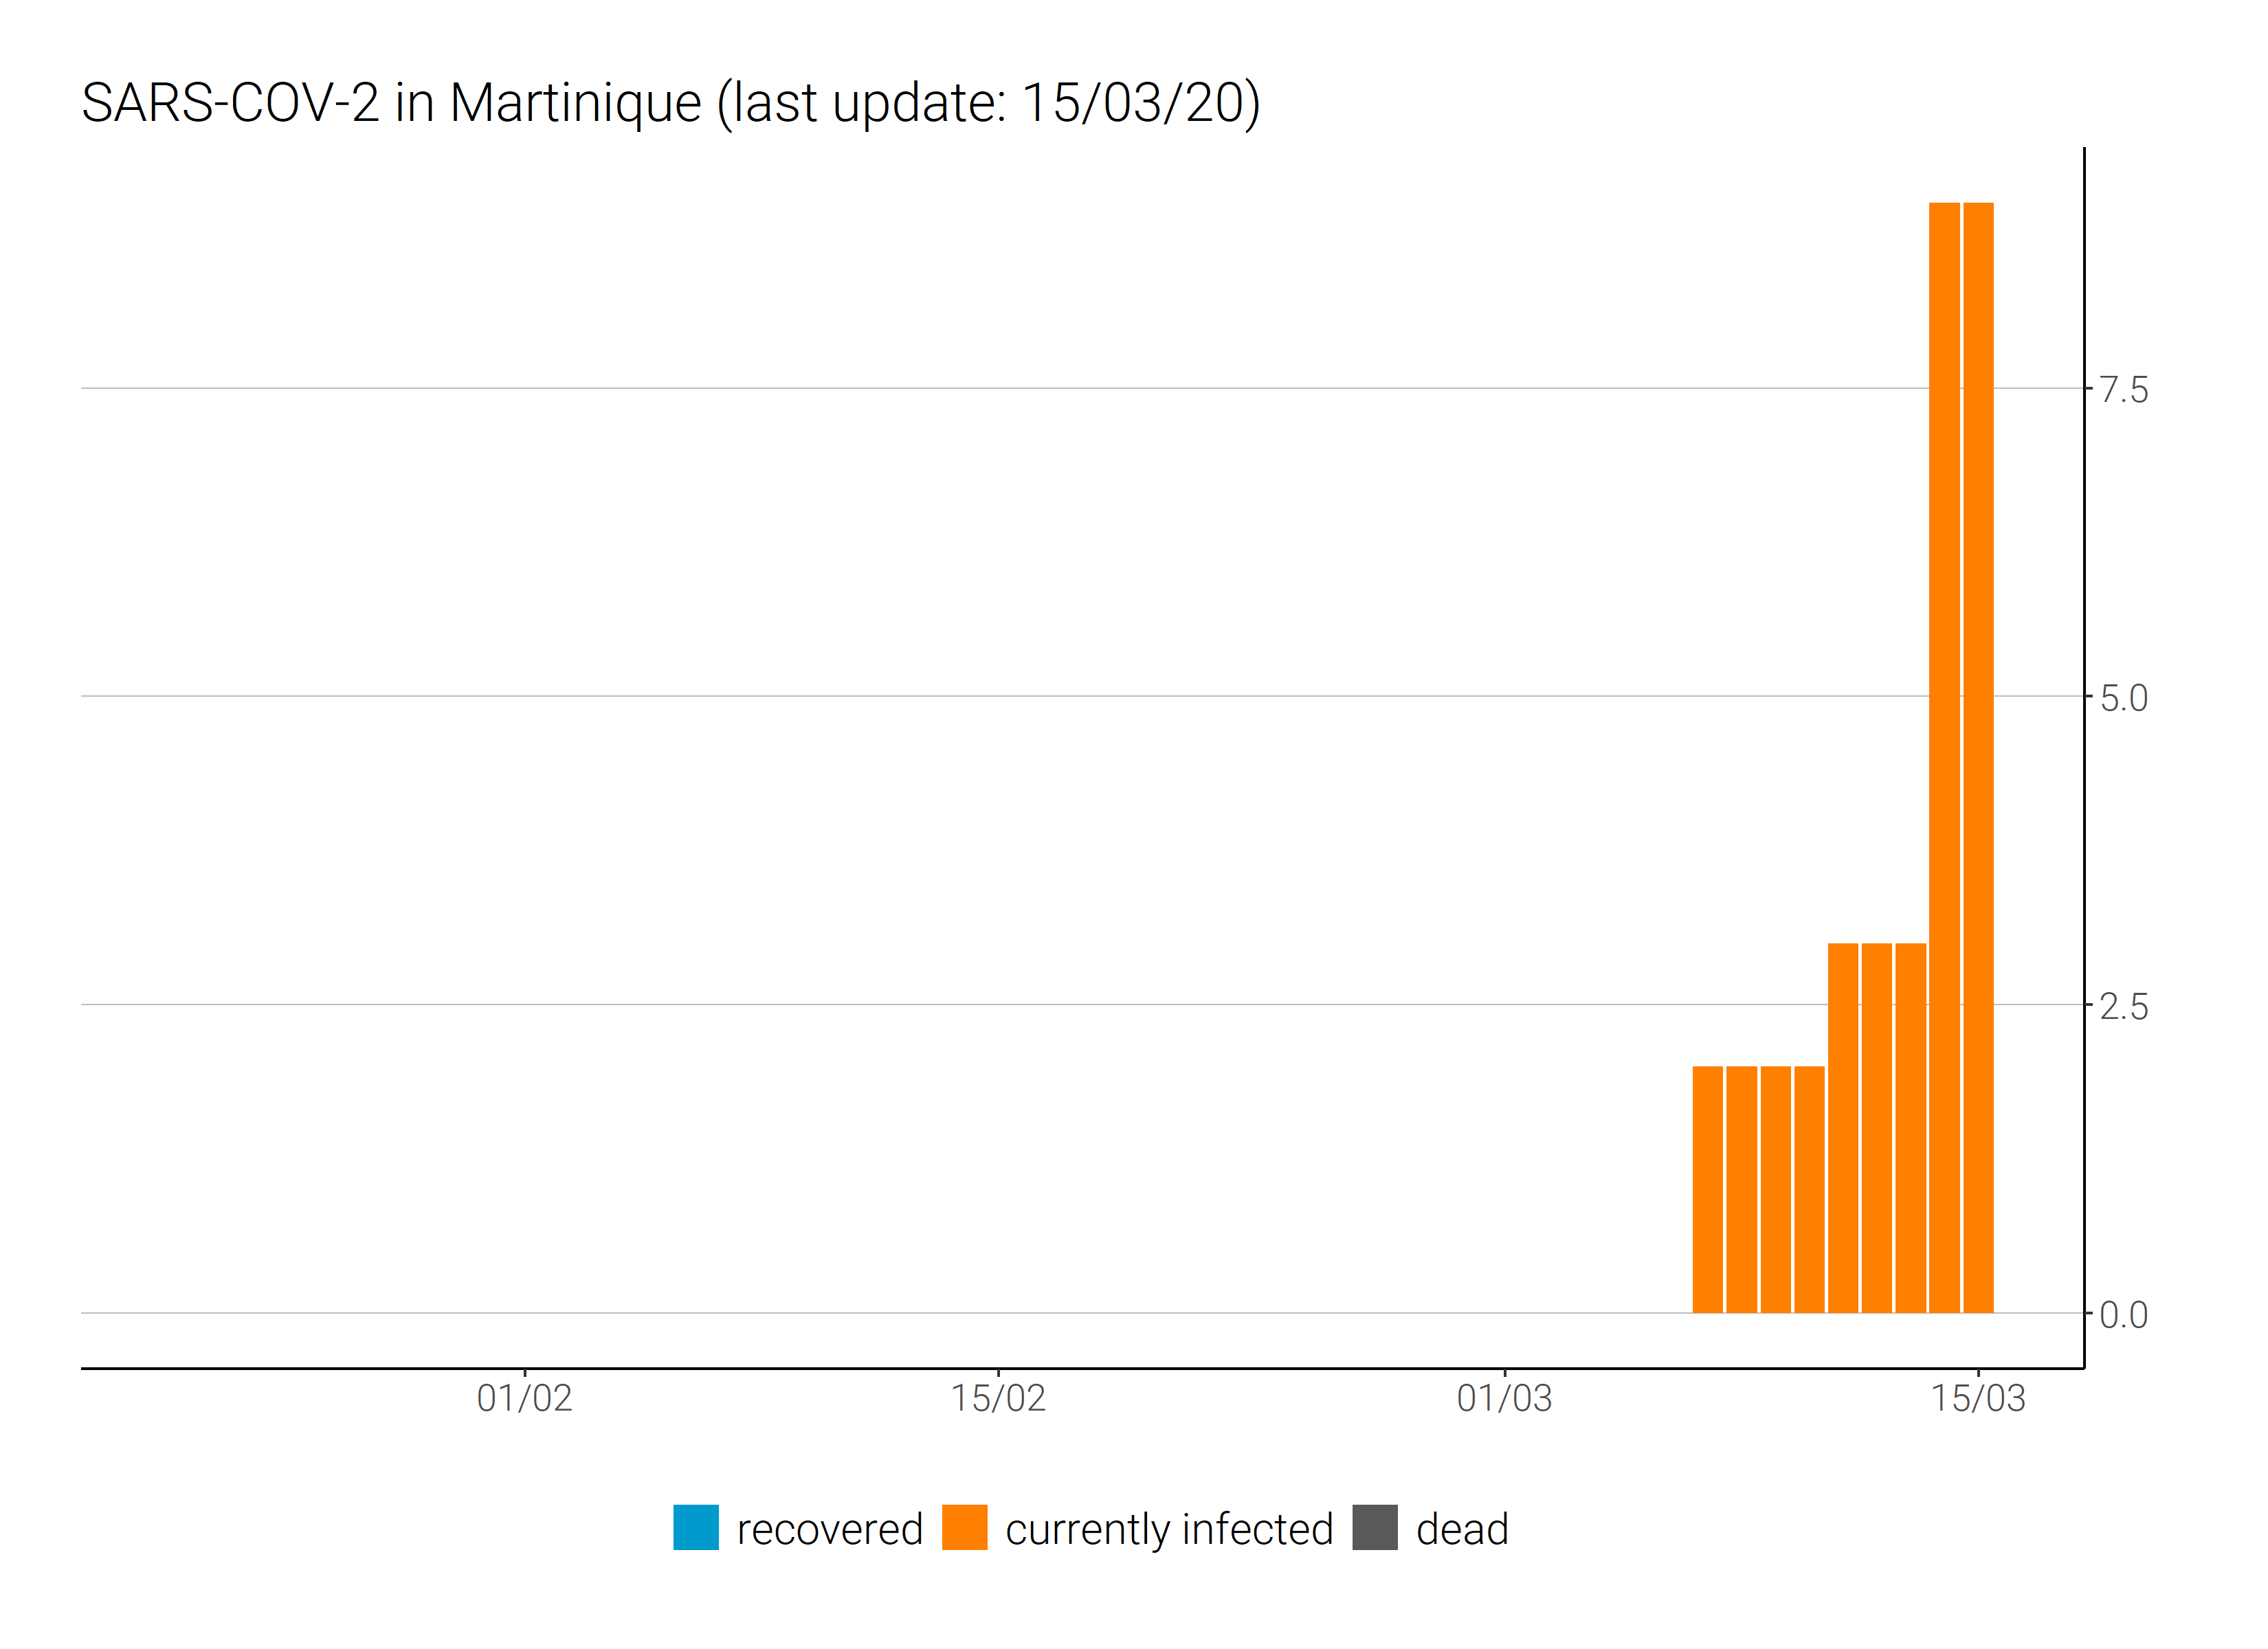 SARS-COV-2 in Martinique (last update: 15/03/20)
7.5
5.0
2.5
0.0
01/02 15/02 01/03 15/03
recovered currently infected dead